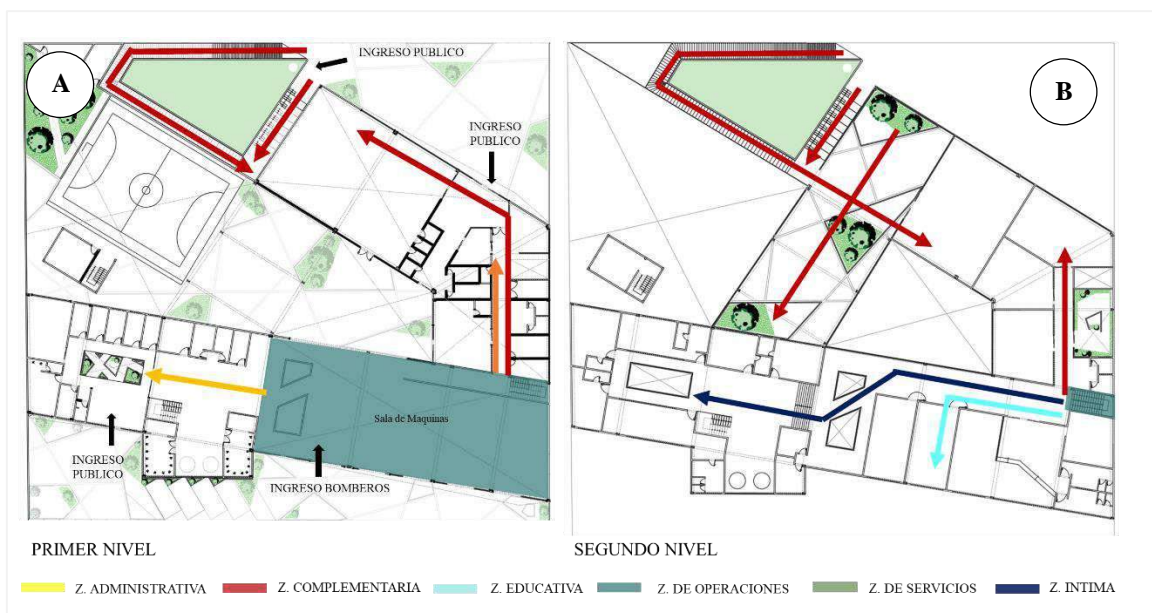 A
INGRESO PUBLICO
B
INGRESO
PUBLICO
Sala de Maquinas
INGRESO
PUBLICO
INGRESO BOMBEROS
PRIMER NIVEL
SEGUNDO NIVEL
Z. ADMINISTRATIVA
Z. COMPLEMENTARIA
Z. EDUCATIVA
Z. DE OPERACIONES
Z. DE SERVICIOS
Z. INTIMA